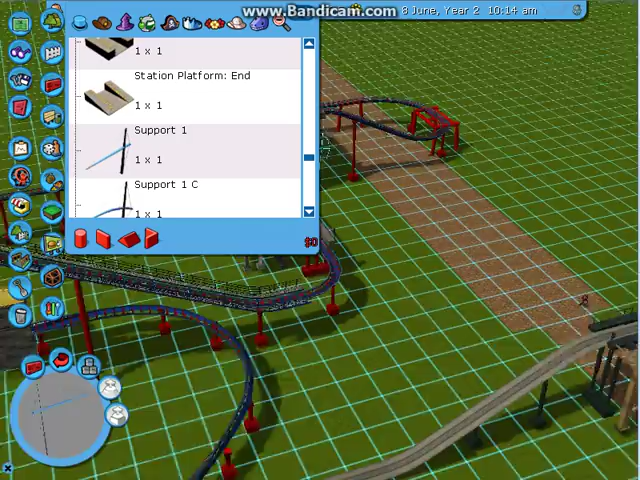 www.Bandicam.com
8 June, Year 2 10:14 am
1 x 1
Station Platform: End
1 x 1
Support 1
1 x 1
Support 1 C
1 x 1
$0